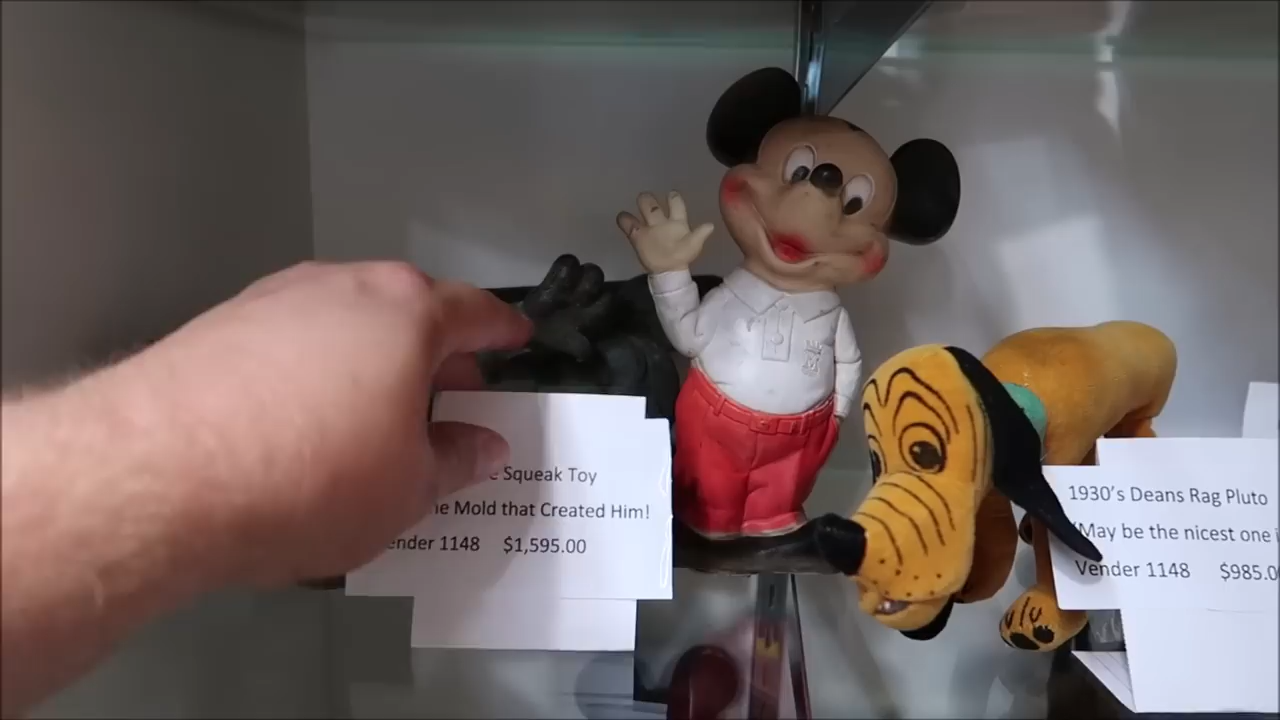 Squeak Toy
Mold that Created Him!
Vender 1148 $1,595.00
1930's Deans Rag Pluto
"May be the nicest one
Vender 1148 $985.0